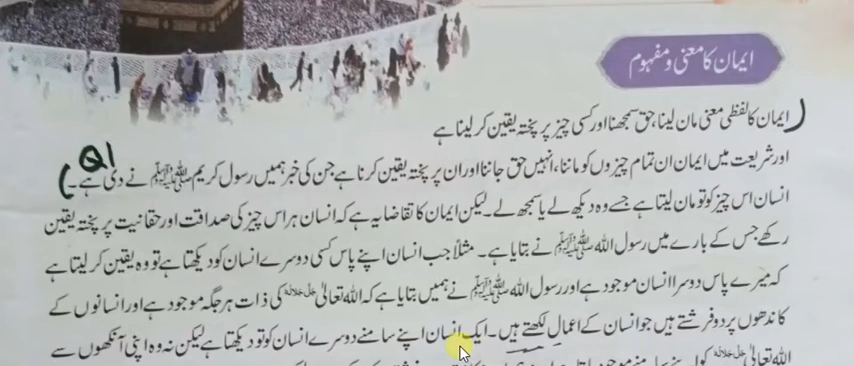 ایمان کا معنی و مفہوم
ایمان کا لفظی معنی مان لینا، حق سمجھنا اور کسی چیز پر پختہ یقین کر لینا ہے
Q1
اور شریعت میں ایمان ان تمام چیزوں کو ماننا، انہیں حق جاننا اور ان پر پختہ یقین کرنا ہے جن کی خبر ہمیں رسول کریم ﷺ نے دی ہے۔
انسان اس چیز کو تو مان لیتا ہے جسے وہ دیکھ لے یا سمجھ لے۔ لیکن ایمان کا تقاضا یہ ہے کہ انسان ہر اس چیز کی صداقت اور حقانیت پر پختہ یقین
رکھے جس کے بارے میں رسول اللہ ﷺ نے بتایا ہے۔ مثلاً جب انسان اپنے پاس کسی دوسرے انسان کو دیکھتا ہے تو وہ یقین کر لیتا ہے
کہ میرے پاس دوسرا انسان موجود ہے اور رسول اللہ ﷺ نے ہمیں بتایا ہے کہ اللہ تعالیٰ جل جلالہ کی ذات ہر جگہ موجود ہے اور انسانوں کے
کاندھوں پر دو فرشتے ہیں جو انسان کے اعمال لکھتے ہیں۔ ایک انسان اپنے سامنے دوسرے انسان کو تو دیکھتا ہے لیکن نہ وہ اپنی آنکھوں سے
اللہ تعالیٰ جل جلالہ کو اپنے سامنے موجود